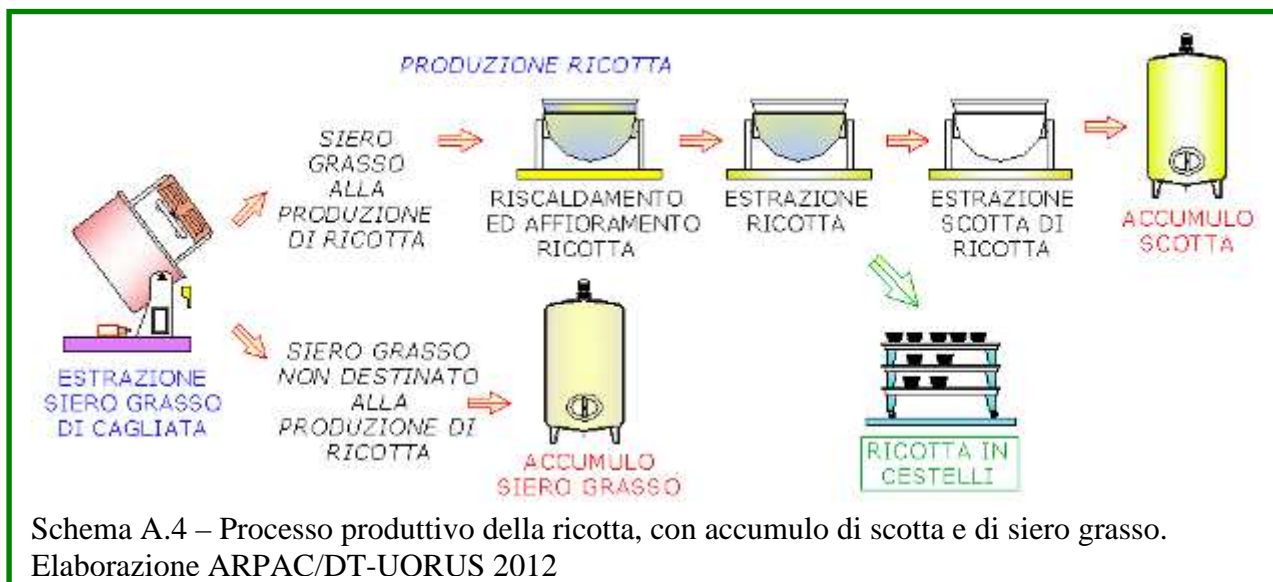 PRODUZIONE RICOTTA
SIERO
GRASSO
ALLA
PRODUZIONE
DI RICOTTA
RISCALDAMENTO
ED AFFIORAMENTO
RICOTTA
ESTRAZIONE
RICOTTA
ESTRAZIONE
SCOTTA DI
RICOTTA
ACCUMULO
SCOTTA
ESTRAZIONE
SIERO GRASSO
DI CAGLIATA
SIERO GRASSO
NON DESTINATO
ALLA
PRODUZIONE DI
RICOTTA
ACCUMULO
SIERO GRASSO
RICOTTA IN
CESTELLI
Schema A.4 – Processo produttivo della ricotta, con accumulo di scotta e di siero grasso.
Elaborazione ARPAC/DT-UORUS 2012